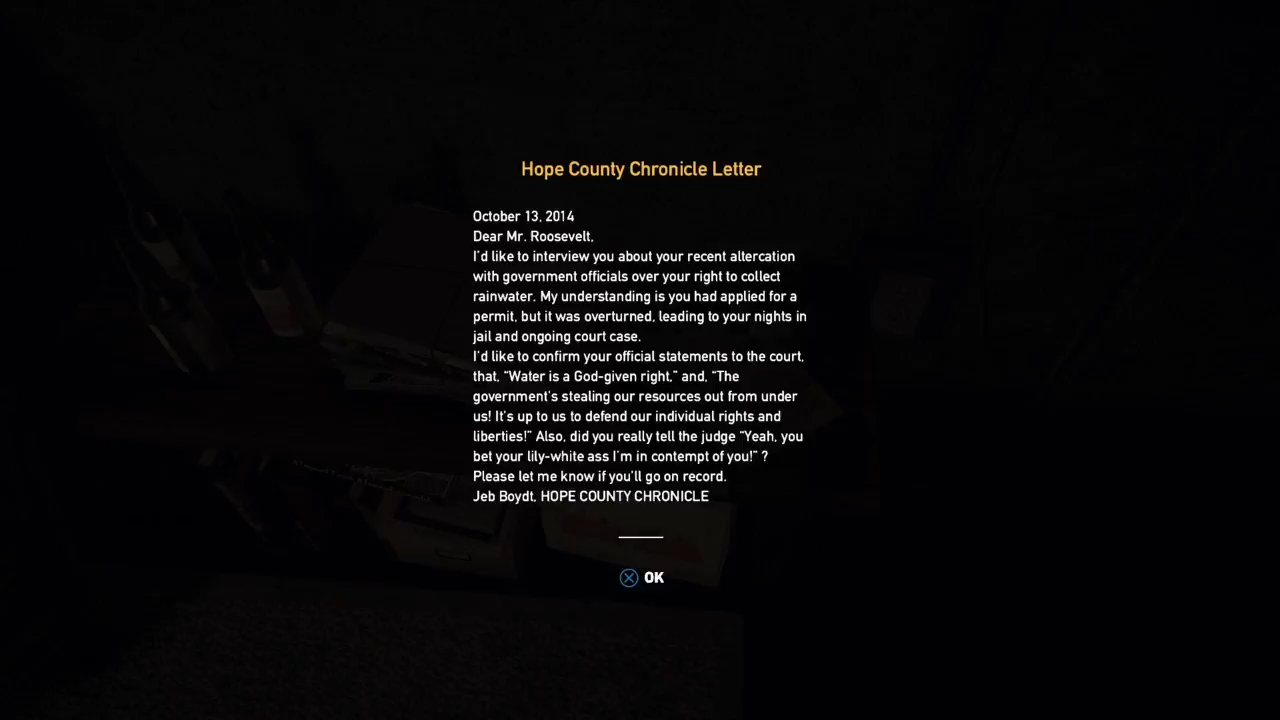 Hope County Chronicle Letter
October 13, 2014
Dear Mr. Roosevelt,
I'd like to interview you about your recent altercation
with government officials over your right to collect
rainwater. My understanding is you had applied for a
permit, but it was overturned, leading to your nights in
jail and ongoing court case.
I'd like to confirm your official statements to the court,
that, "Water is a God-given right," and, "The
government's stealing our resources out from under
us! It's up to us to defend our individual rights and
liberties!" Also, did you really tell the judge "Yeah, you
bet your lily-white ass I'm in contempt of you!" ?
Please let me know if you'll go on record.
Jeb Boydt, HOPE COUNTY CHRONICLE
OK